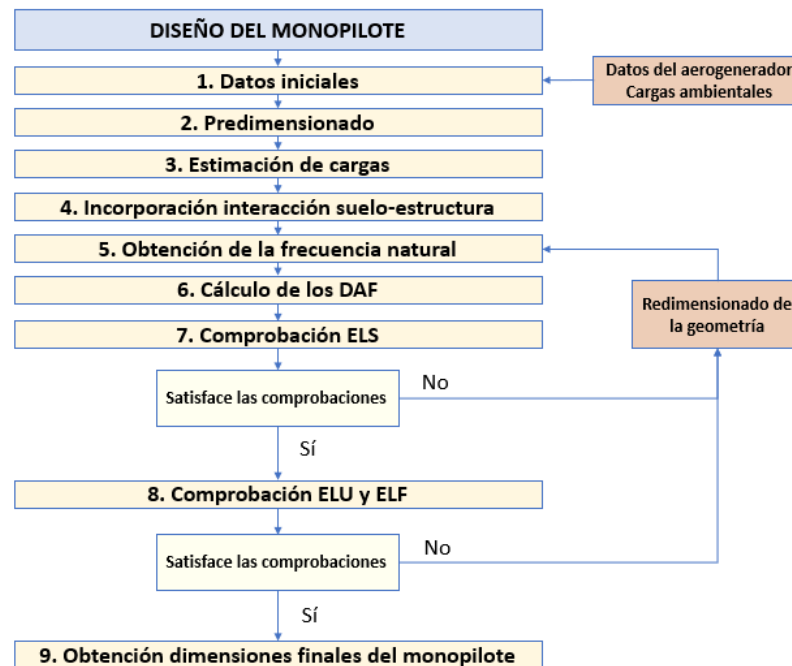 DISEÑO DEL MONOPILOTE
1. Datos iniciales
Datos del aerogenerador
Cargas ambientales
2. Predimensionado
3. Estimación de cargas
4. Incorporación interacción suelo-estructura
5. Obtención de la frecuencia natural
6. Cálculo de los DAF
Redimensionado de
la geometría
7. Comprobación ELS
Satisface las comprobaciones
No
Sí
8. Comprobación ELU y ELF
Satisface las comprobaciones
No
Sí
9. Obtención dimensiones finales del monopilote